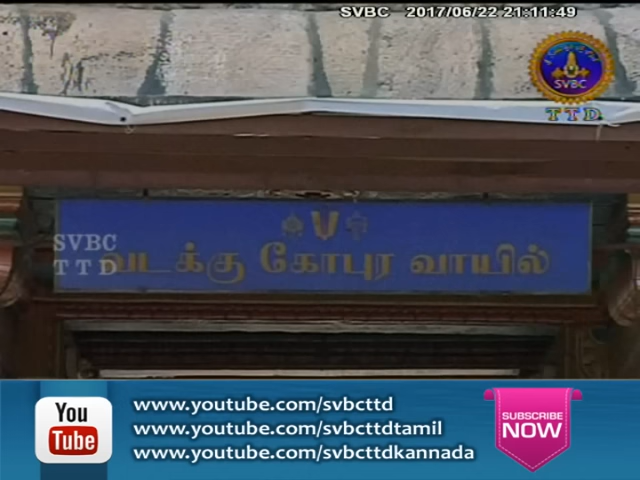 SVBC 2017/06/22 21:11:49
SVBC
TTD
SVBC
TTD
வடக்கு கோபுர வாயில்
You
Tube
www.youtube.com/svbcttd
www.youtube.com/svbcttdtamil
www.youtube.com/svbcttdkannada
SUBSCRIBE
NOW